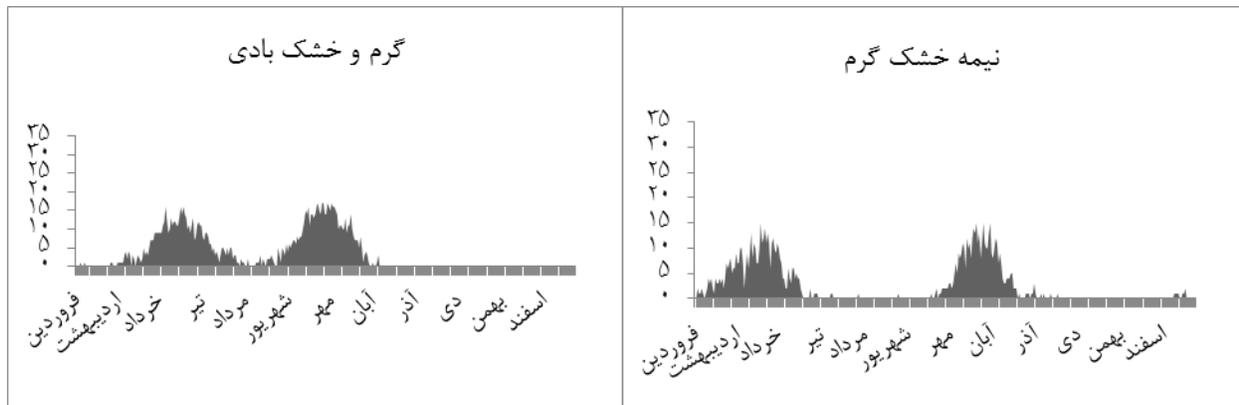 نیمه خشک گرم
۳۵
۳۰
۲۵
۲۰
۱۵
۱۰
۵
۰
فروردین
اردیبهشت
خرداد
تیر
مرداد
شهریور
مهر
آبان
آذر
دی
بهمن
اسفند
گرم و خشک بادی
۳۵
۳۰
۲۵
۲۰
۱۵
۱۰
۵
۰
فروردین
اردیبهشت
خرداد
تیر
مرداد
شهریور
مهر
آبان
آذر
دی
بهمن
اسفند